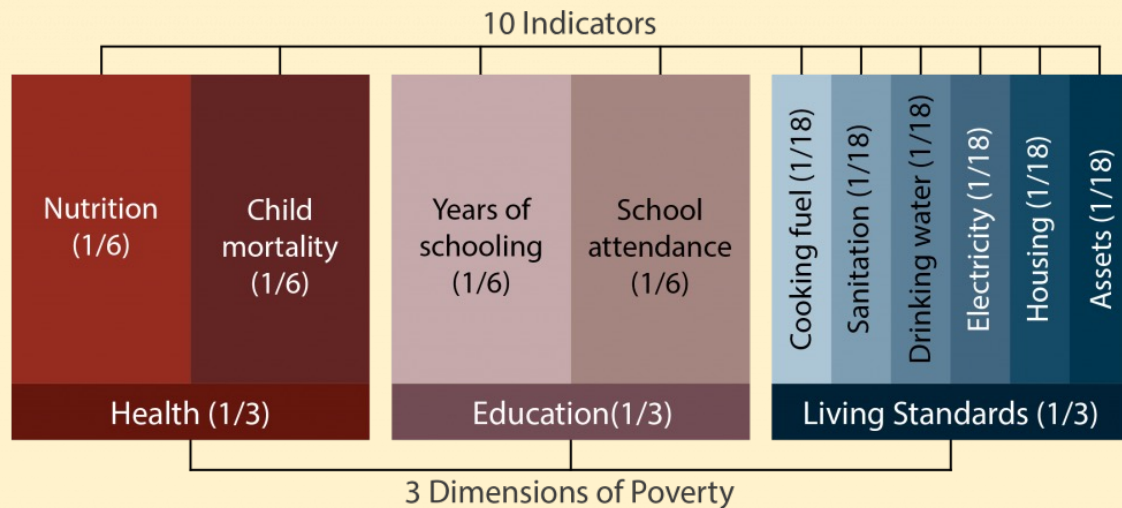 10 Indicators
Nutrition
(1/6)
Child
mortality
(1/6)
Years of
schooling
(1/6)
School
attendance
(1/6)
Cooking fuel (1/18)
Sanitation (1/18)
Drinking water (1/18)
Electricity (1/18)
Housing (1/18)
Assets (1/18)
Health (1/3)
Education(1/3)
Living Standards (1/3)
3 Dimensions of Poverty